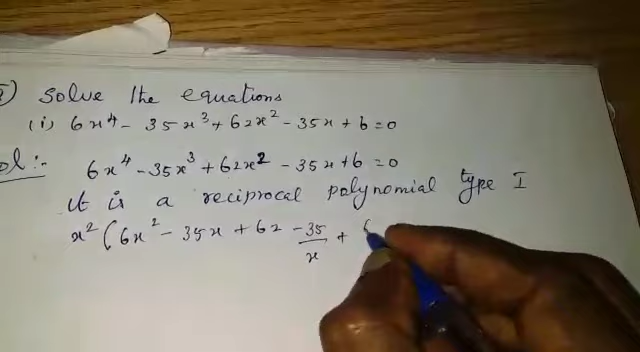 Solve the equations
(i) 6x⁴ - 35x³ + 62x² - 35x + 6 = 0
ol:-
6x⁴ - 35x³ + 62x² - 35x + 6 = 0
it is a reciprocal polynomial type I
x² (6x² - 35x + 62 - 35/x +